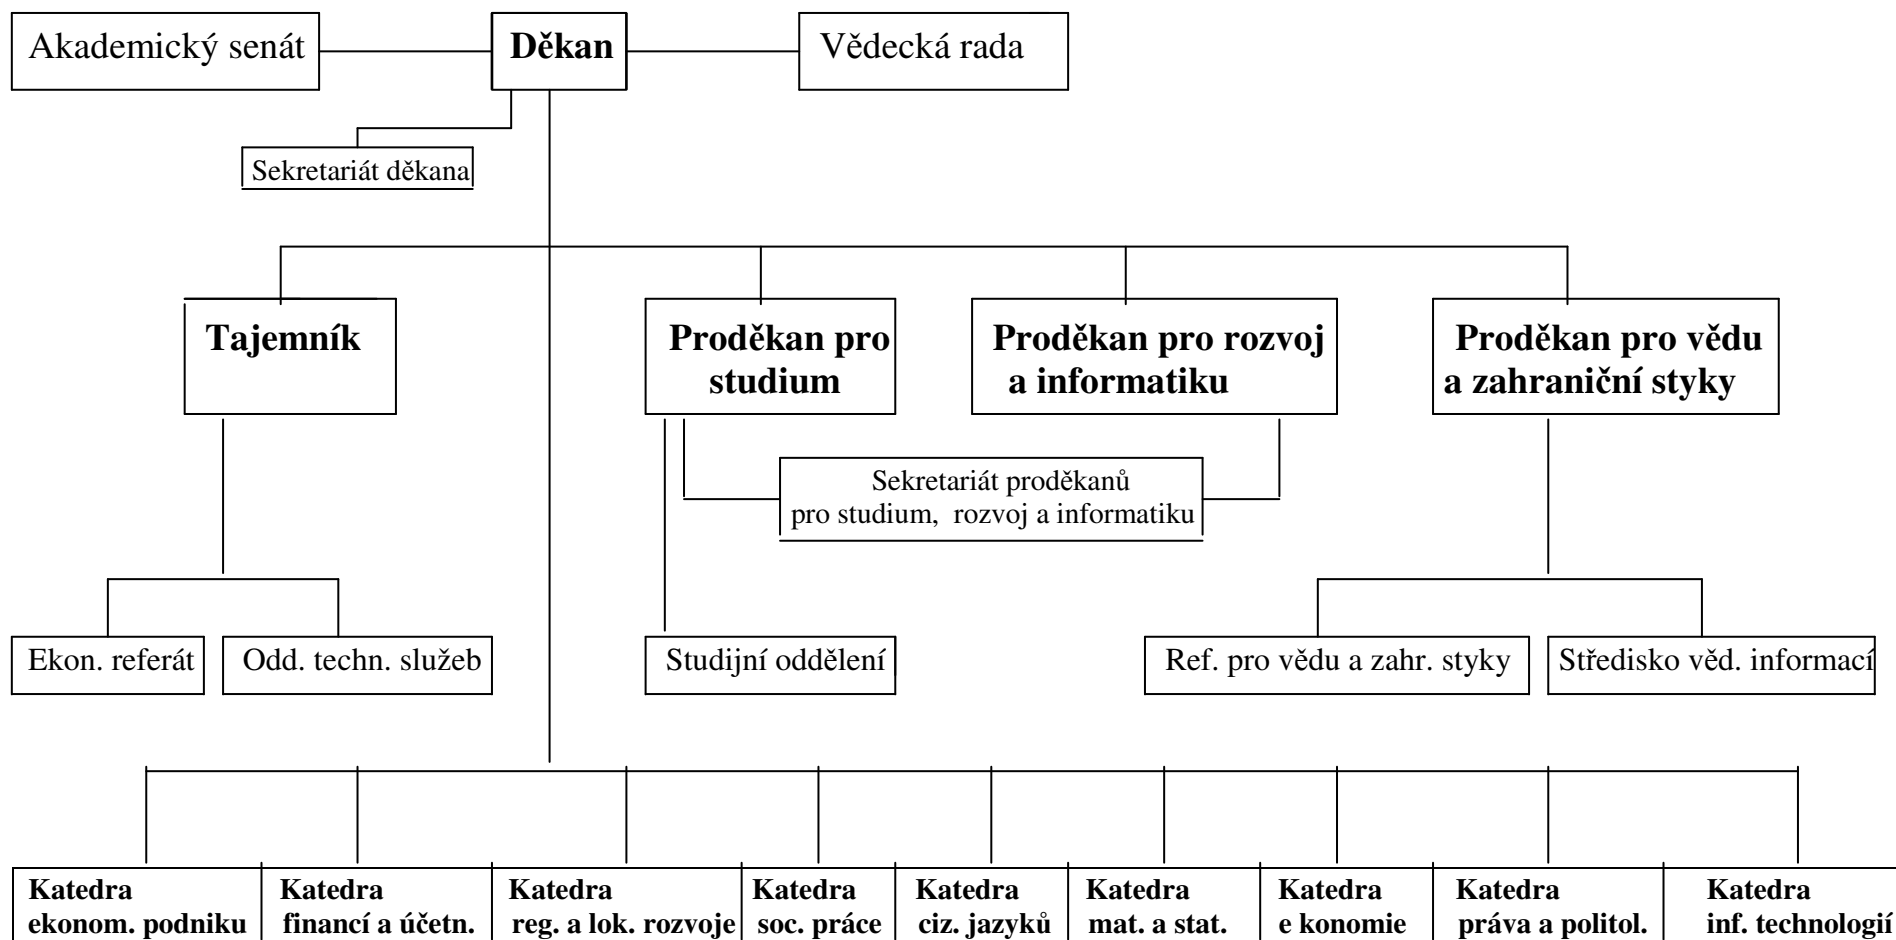 Akademický senát
Děkan
Vědecká rada
Sekretariát děkana
Tajemník
Proděkan pro
studium
Proděkan pro rozvoj
a informatiku
Proděkan pro vědu
a zahraniční styky
Sekretariát proděkanů
pro studium, rozvoj a informatiku
Ekon. referát
Odd. techn. služeb
Studijní oddělení
Ref. pro vědu a zahr. styky
Středisko věd. informací
Katedra
ekonom. podniku
Katedra
financí a účetn.
Katedra
reg. a lok. rozvoje
Katedra
soc. práce
Katedra
ciz. jazyků
Katedra
mat. a stat.
Katedra
e konomie
Katedra
práva a politol.
Katedra
inf. technologií